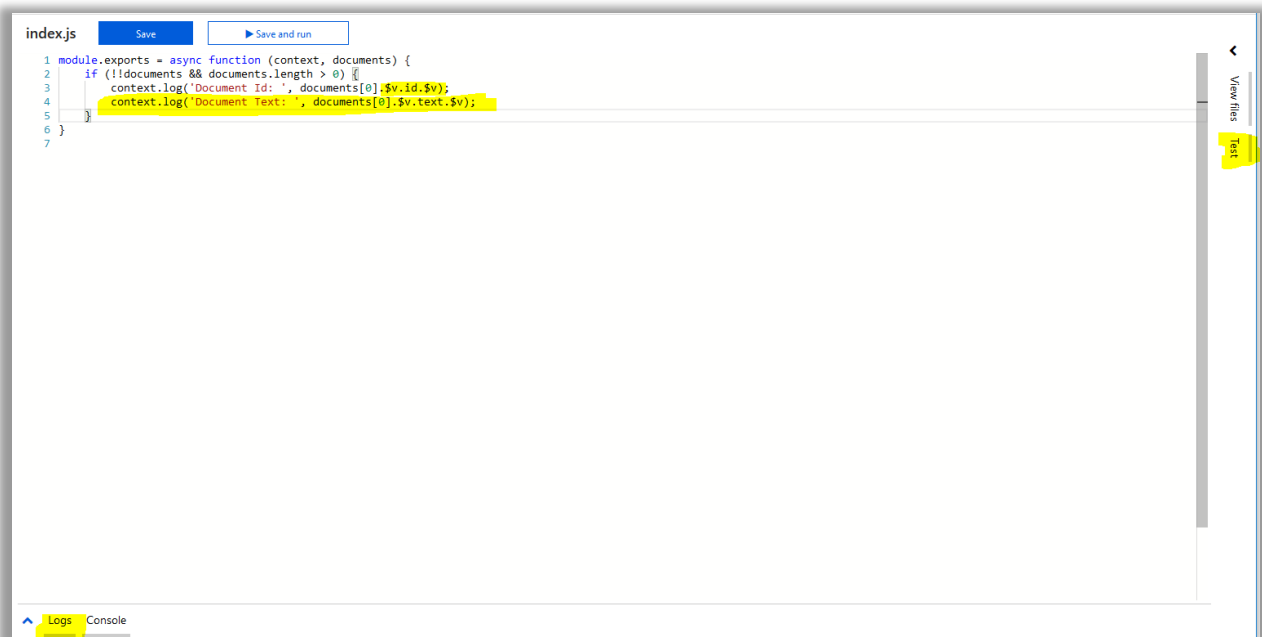 index.js Save Save and run
1 module.exports = async function (context, documents) {
2 if (!!documents && documents.length > 0) {
3 context.log('Document Id: ', documents[0].$v.id.$v);
4 context.log('Document Text: ', documents[0].$v.text.$v);
5 }
6 }
7
View files
Test
Logs Console